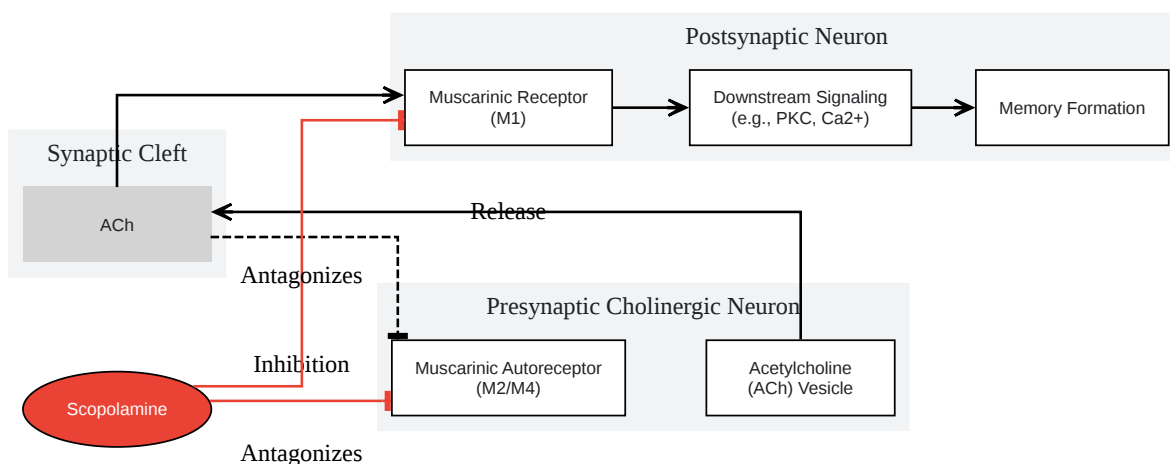 Postsynaptic Neuron
Muscarinic Receptor
(M1)
Downstream Signaling
(e.g., PKC, Ca2+)
Memory Formation
Synaptic Cleft
ACh
Release
Antagonizes
Presynaptic Cholinergic Neuron
Inhibition
Muscarinic Autoreceptor
(M2/M4)
Acetylcholine
(ACh) Vesicle
Scopolamine
Antagonizes